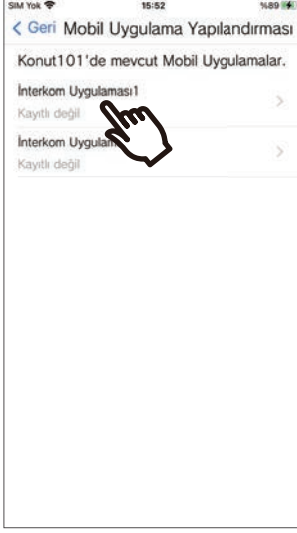 SIM Yok 15:52 %89
Geri Mobil Uygulama Yapılandırması
Konut101'de mevcut Mobil Uygulamalar.
İnterkom Uygulaması1
Kayıtlı değil
İnterkom
Kayıtlı değil